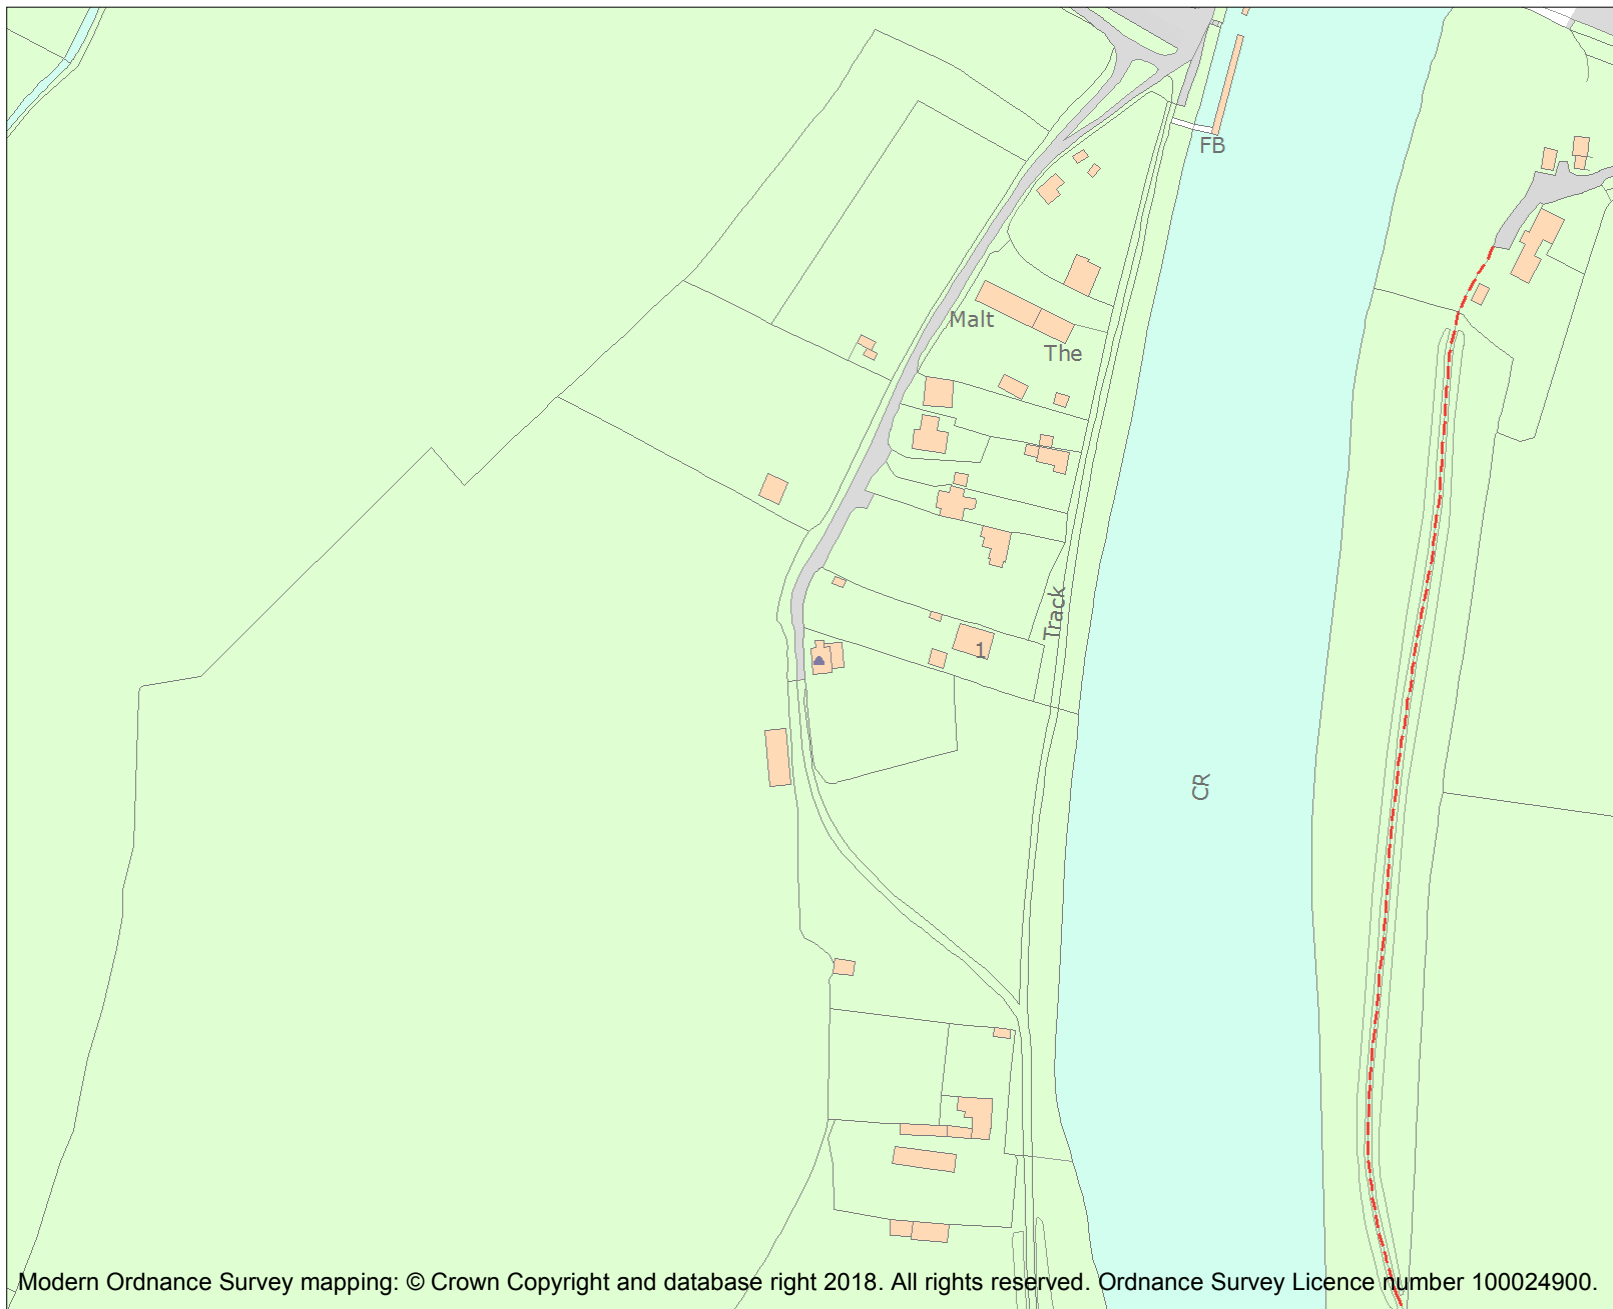 FB
Malt
The
Track
1
CR
Modern Ordnance Survey mapping: © Crown Copyright and database right 2018. All rights reserved. Ordnance Survey Licence number 100024900.